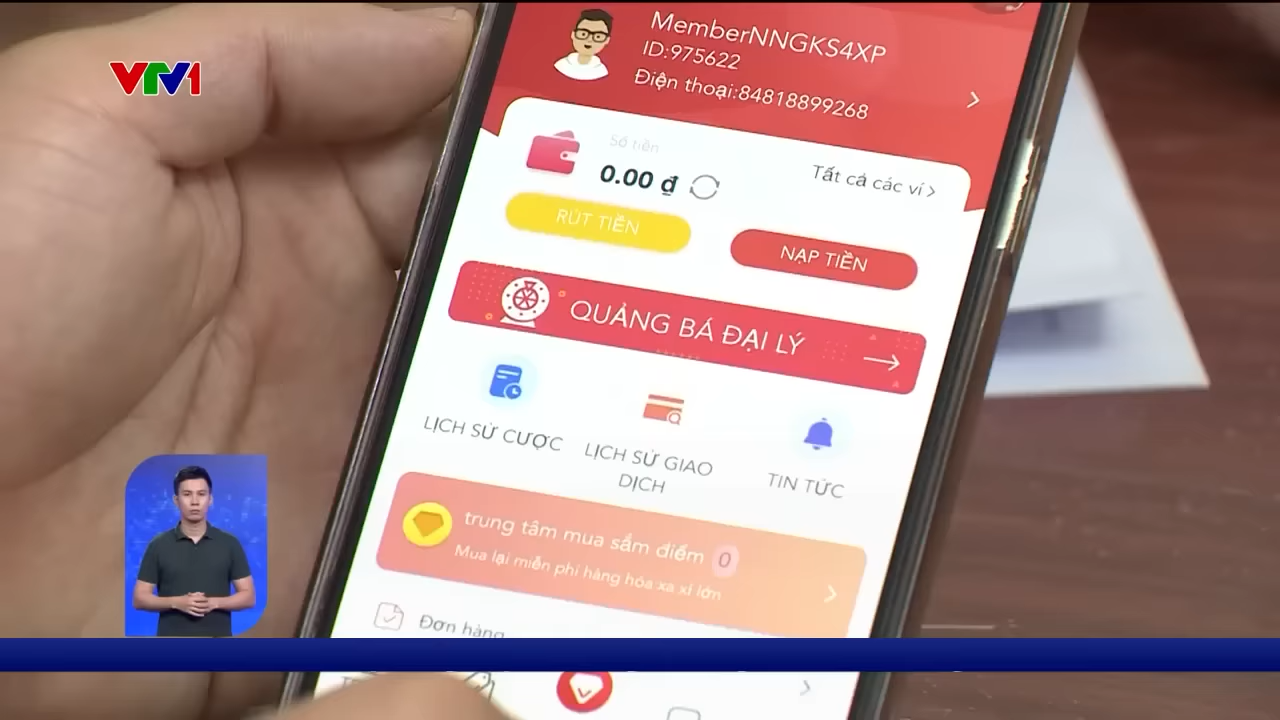 VTV1
MemberNNGKS4XP
ID:975622
Điện thoại:84818899268
Số tiền
0.00 đ
Tất cả các ví
RÚT TIỀN
NẠP TIỀN
QUẢNG BÁ ĐẠI LÝ
LỊCH SỬ CƯỢC
LỊCH SỬ GIAO
DỊCH
TIN TỨC
trung tâm mua sắm điểm 0
Mua lại miễn phí hàng hóa xa xỉ lớn
Đơn hàng